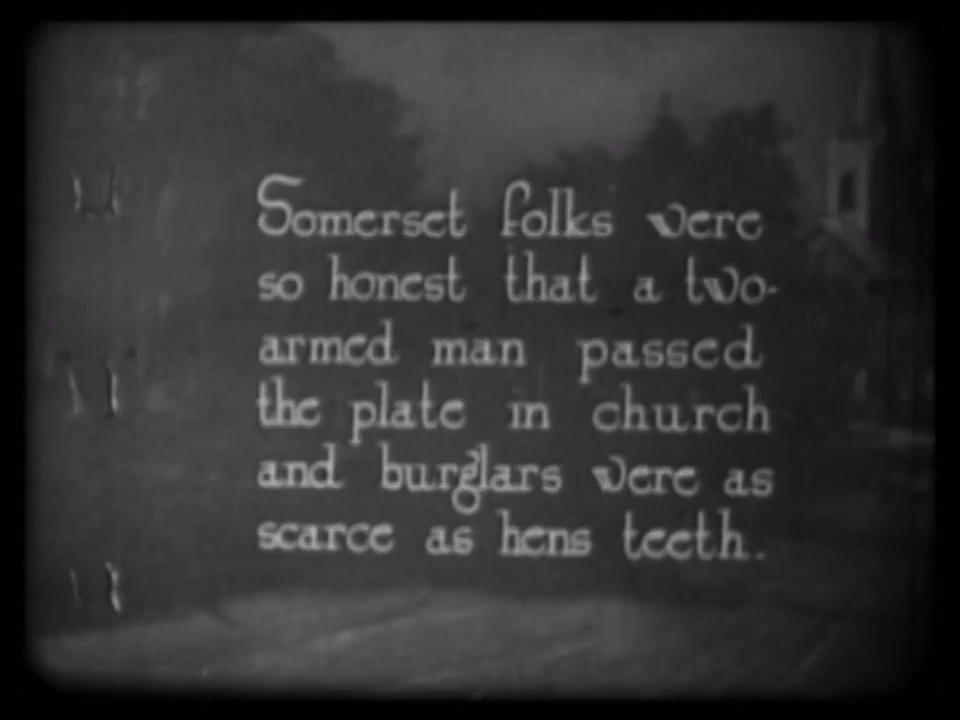 Somerset folks were
so honest that a two-
armed man passed
the plate in church
and burglars were as
scarce as hens teeth.